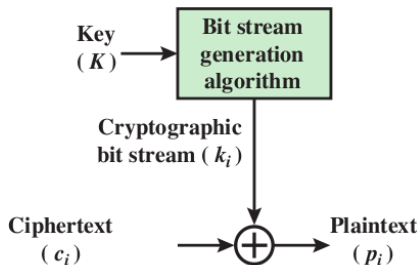 Key
( K )
Bit stream
generation
algorithm
Cryptographic
bit stream ( kᵢ )
Ciphertext
( cᵢ )
Plaintext
( pᵢ )